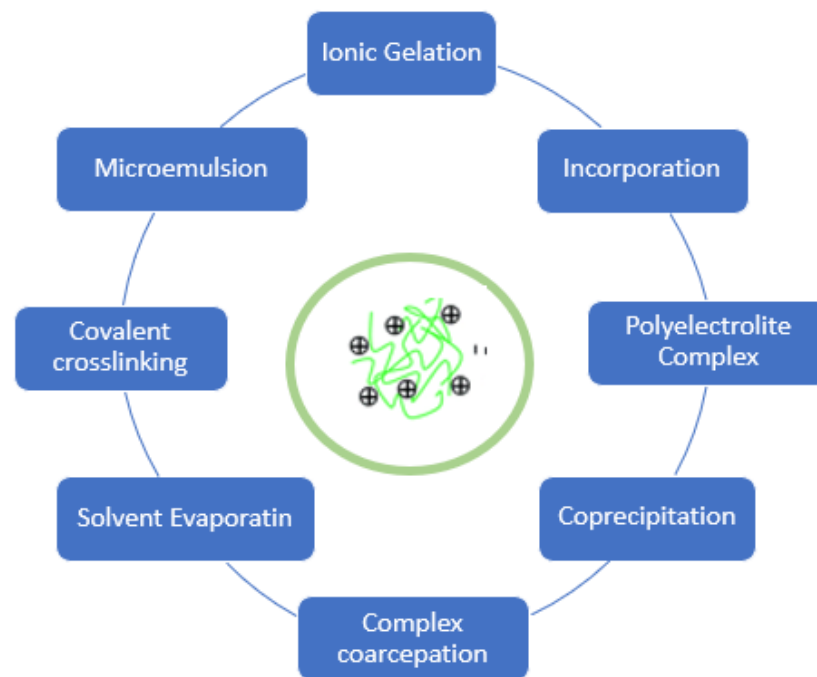 Ionic Gelation
Incorporation
Polyelectrolite
Complex
Coprecipitation
Complex
coarcepation
Solvent Evaporatin
Covalent
crosslinking
Microemulsion